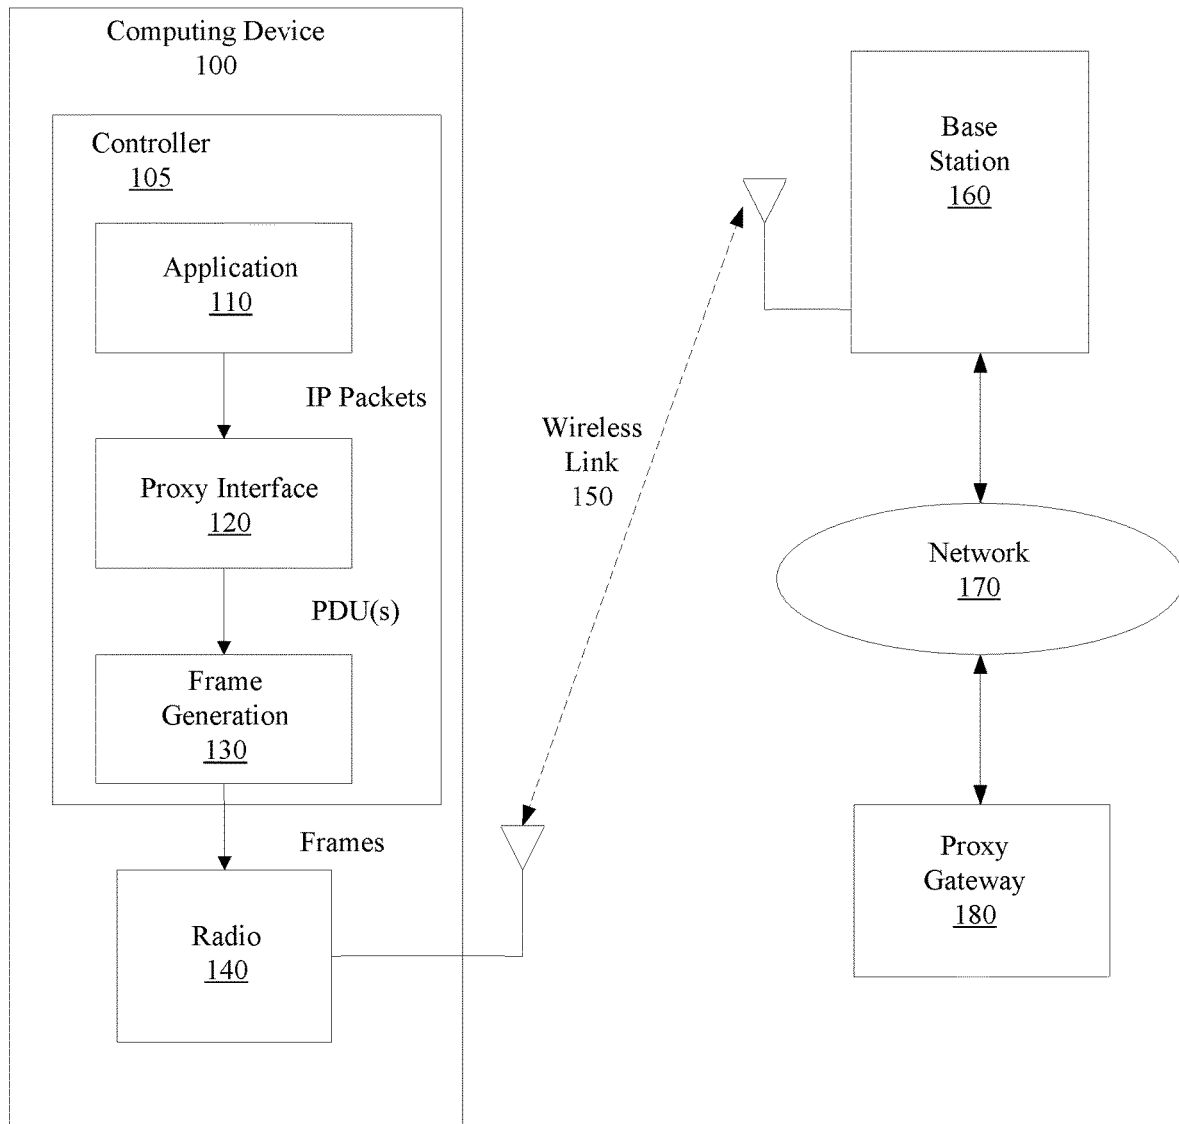 Computing Device
100
Controller
105
Application
110
IP Packets
Proxy Interface
120
PDU(s)
Frame
Generation
130
Frames
Radio
140
Wireless
Link
150
Base
Station
160
Network
170
Proxy
Gateway
180